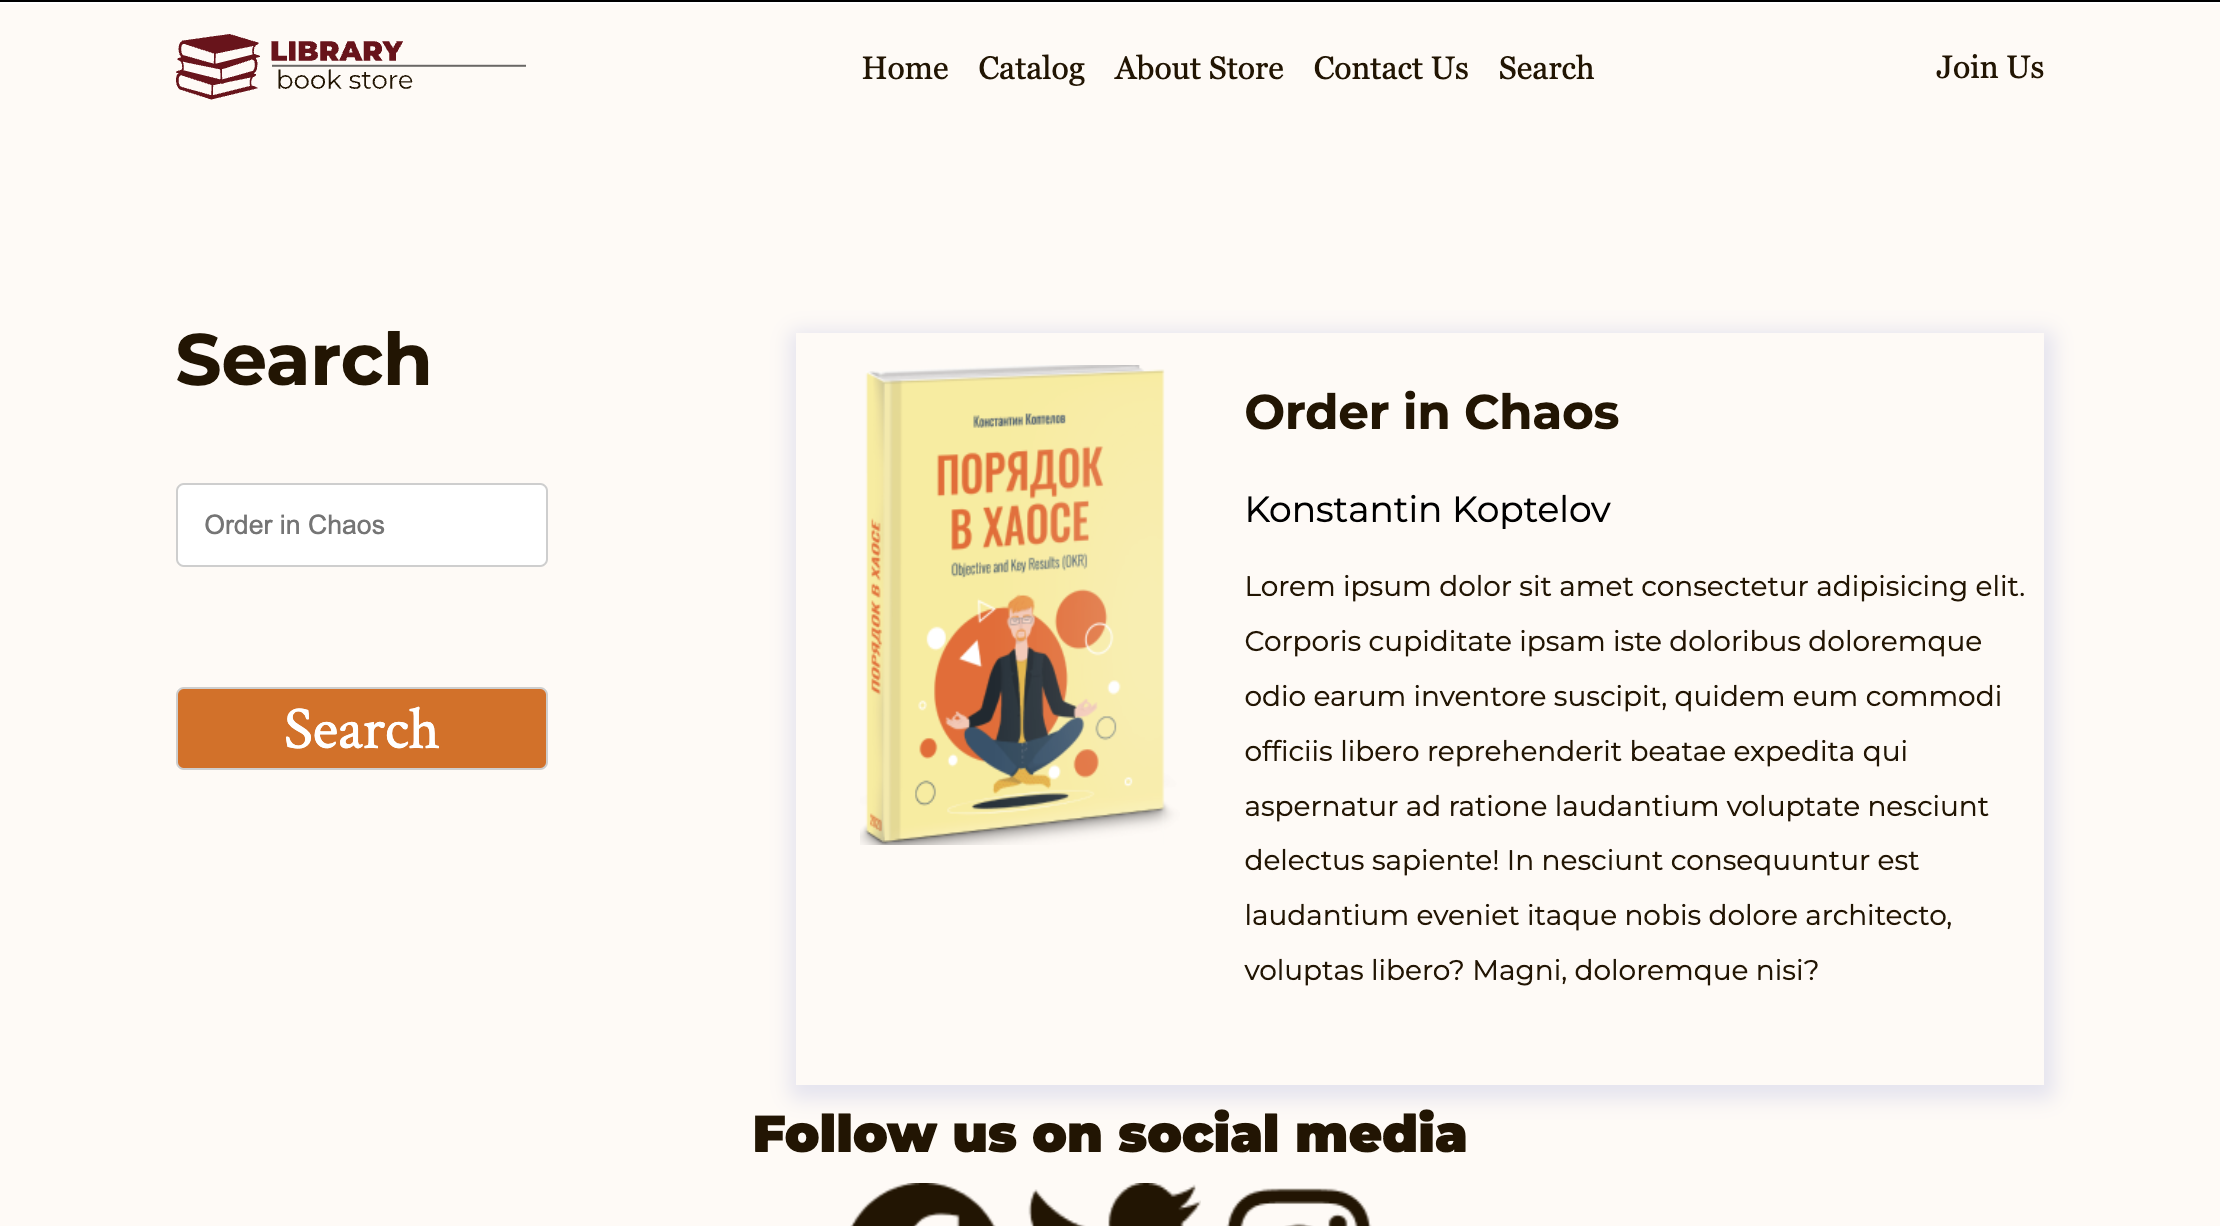 LIBRARY
book store
Home Catalog About Store Contact Us Search
Join Us
Search
Order in Chaos
Search
Константин Коптелов
ПОРЯДОК
В ХАОСЕ
Objective and Key Results (OKR)
ПОРЯДОК В ХАОСЕ
Order in Chaos
Konstantin Koptelov
Lorem ipsum dolor sit amet consectetur adipisicing elit.
Corporis cupiditate ipsam iste doloribus doloremque
odio earum inventore suscipit, quidem eum commodi
officiis libero reprehenderit beatae expedita qui
aspernatur ad ratione laudantium voluptate nesciunt
delectus sapiente! In nesciunt consequuntur est
laudantium eveniet itaque nobis dolore architecto,
voluptas libero? Magni, doloremque nisi?
Follow us on social media